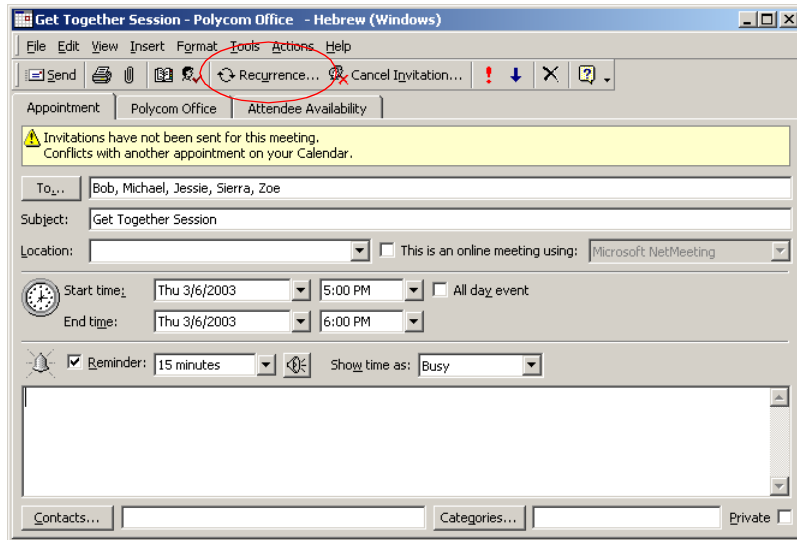 Get Together Session - Polycom Office - Hebrew (Windows)
File Edit View Insert Format Tools Actions Help
Send Recurrence... Cancel Invitation...
Appointment Polycom Office Attendee Availability
Invitations have not been sent for this meeting.
Conflicts with another appointment on your Calendar.
To... Bob, Michael, Jessie, Sierra, Zoe
Subject: Get Together Session
Location: This is an online meeting using: Microsoft NetMeeting
Start time: Thu 3/6/2003 5:00 PM All day event
End time: Thu 3/6/2003 6:00 PM
Reminder: 15 minutes Show time as: Busy
Contacts... Categories... Private